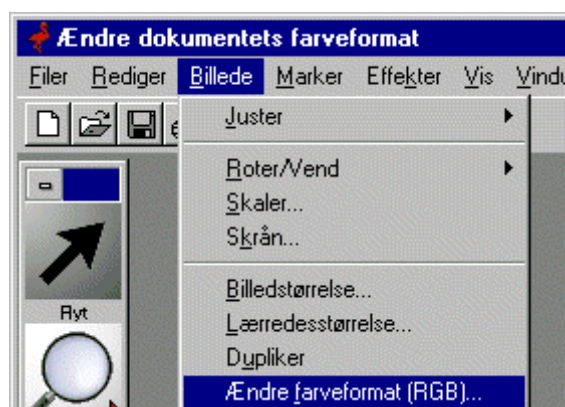 Ændre dokumentets farveformat
Filer Rediger Billede Marker Effekter Vis
Juster
Roter/Vend
Skaler...
Skrån...
Billedstørrelse...
Lærredesstørrelse...
Dupliker
Ændre farveformat (RGB)...
Flyt